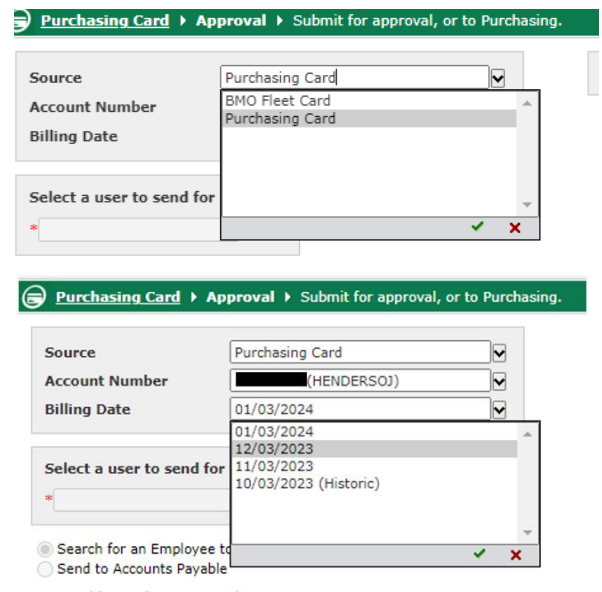 Purchasing Card Approval Submit for approval, or to Purchasing.
Source Purchasing Card
BMO Fleet Card
Account Number
Purchasing Card
Billing Date
Select a user to send for
*
Purchasing Card Approval Submit for approval, or to Purchasing.
Source Purchasing Card
Account Number (HENDERSOJ)
Billing Date 01/03/2024
01/03/2024
12/03/2023
Select a user to send for 11/03/2023
10/03/2023 (Historic)
*
Search for an Employee to
Send to Accounts Payable